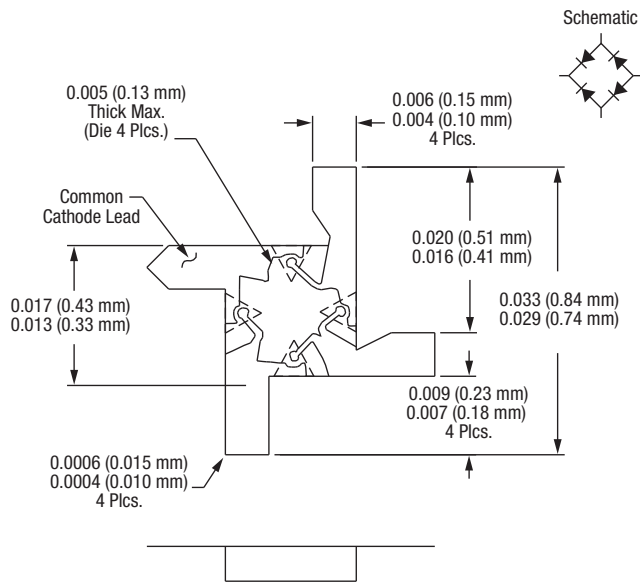 Schematic
0.005 (0.13 mm)
Thick Max.
(Die 4 Plcs.)
0.006 (0.15 mm)
0.004 (0.10 mm)
4 Plcs.
Common
Cathode Lead
0.020 (0.51 mm)
0.016 (0.41 mm)
0.017 (0.43 mm)
0.013 (0.33 mm)
0.033 (0.84 mm)
0.029 (0.74 mm)
0.009 (0.23 mm)
0.007 (0.18 mm)
4 Plcs.
0.0006 (0.015 mm)
0.0004 (0.010 mm)
4 Plcs.